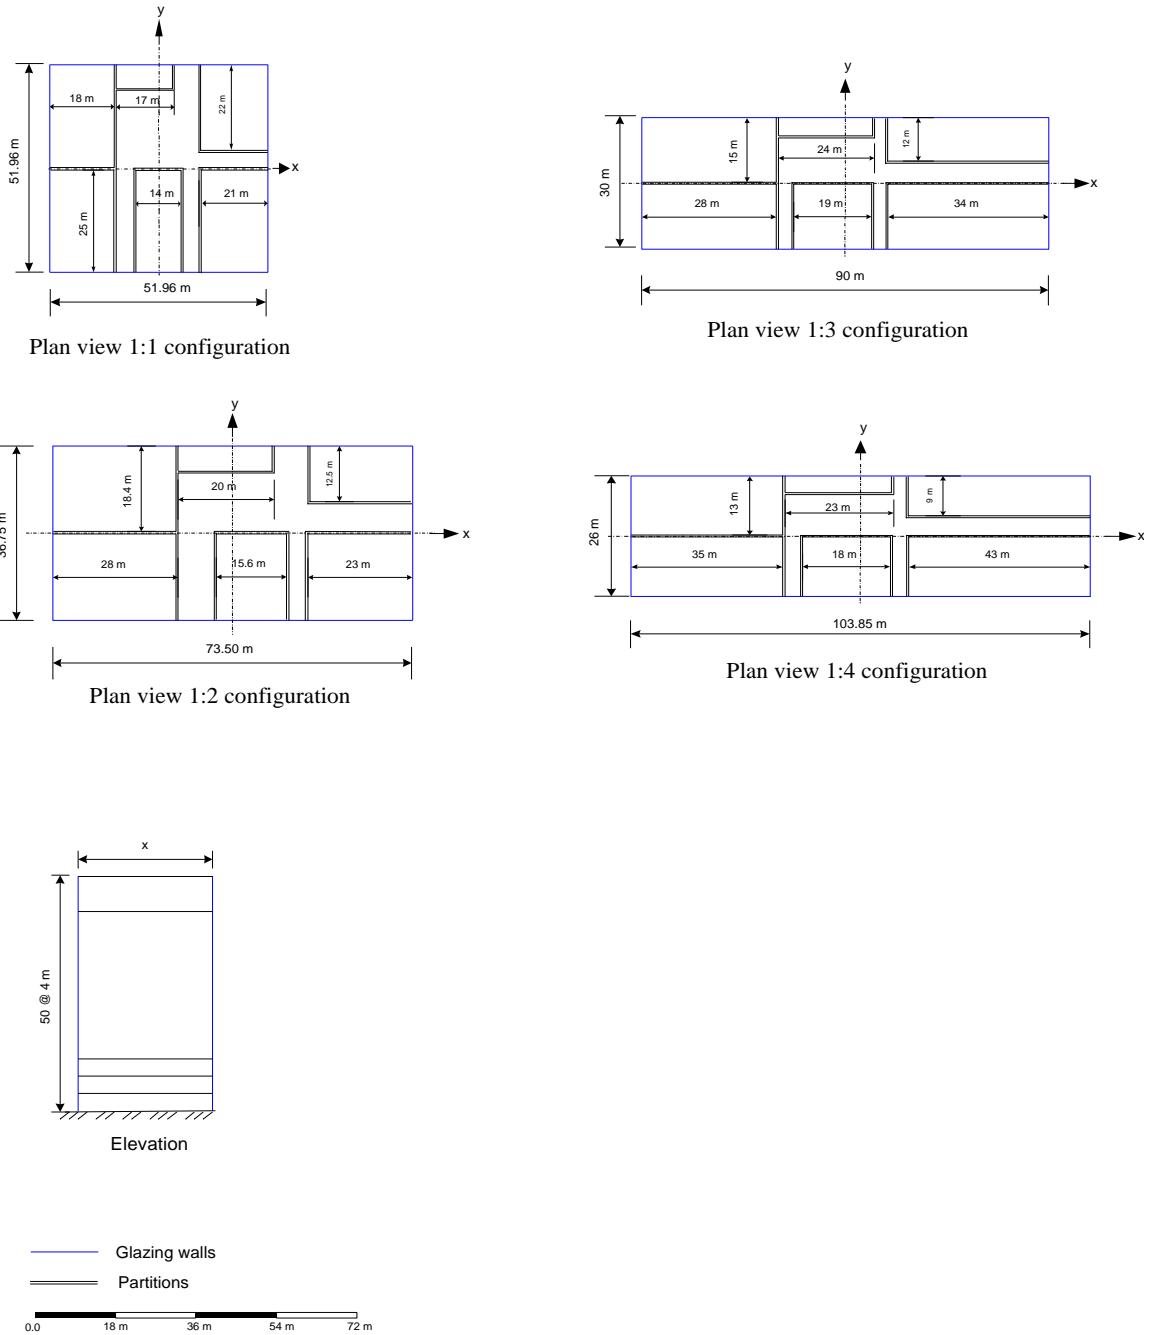 y
51.96 m
18 m
17 m
22 m
x
25 m
14 m
21 m
51.96 m
Plan view 1:1 configuration
y
30 m
15 m
24 m
12 m
x
28 m
19 m
34 m
90 m
Plan view 1:3 configuration
y
18.4 m
20 m
12.5 m
x
28 m
15.6 m
23 m
73.50 m
Plan view 1:2 configuration
y
26 m
13 m
23 m
9 m
x
35 m
18 m
43 m
103.85 m
Plan view 1:4 configuration
x
50 @ 4 m
Elevation
Glazing walls
Partitions
0.0 18 m 36 m 54 m 72 m